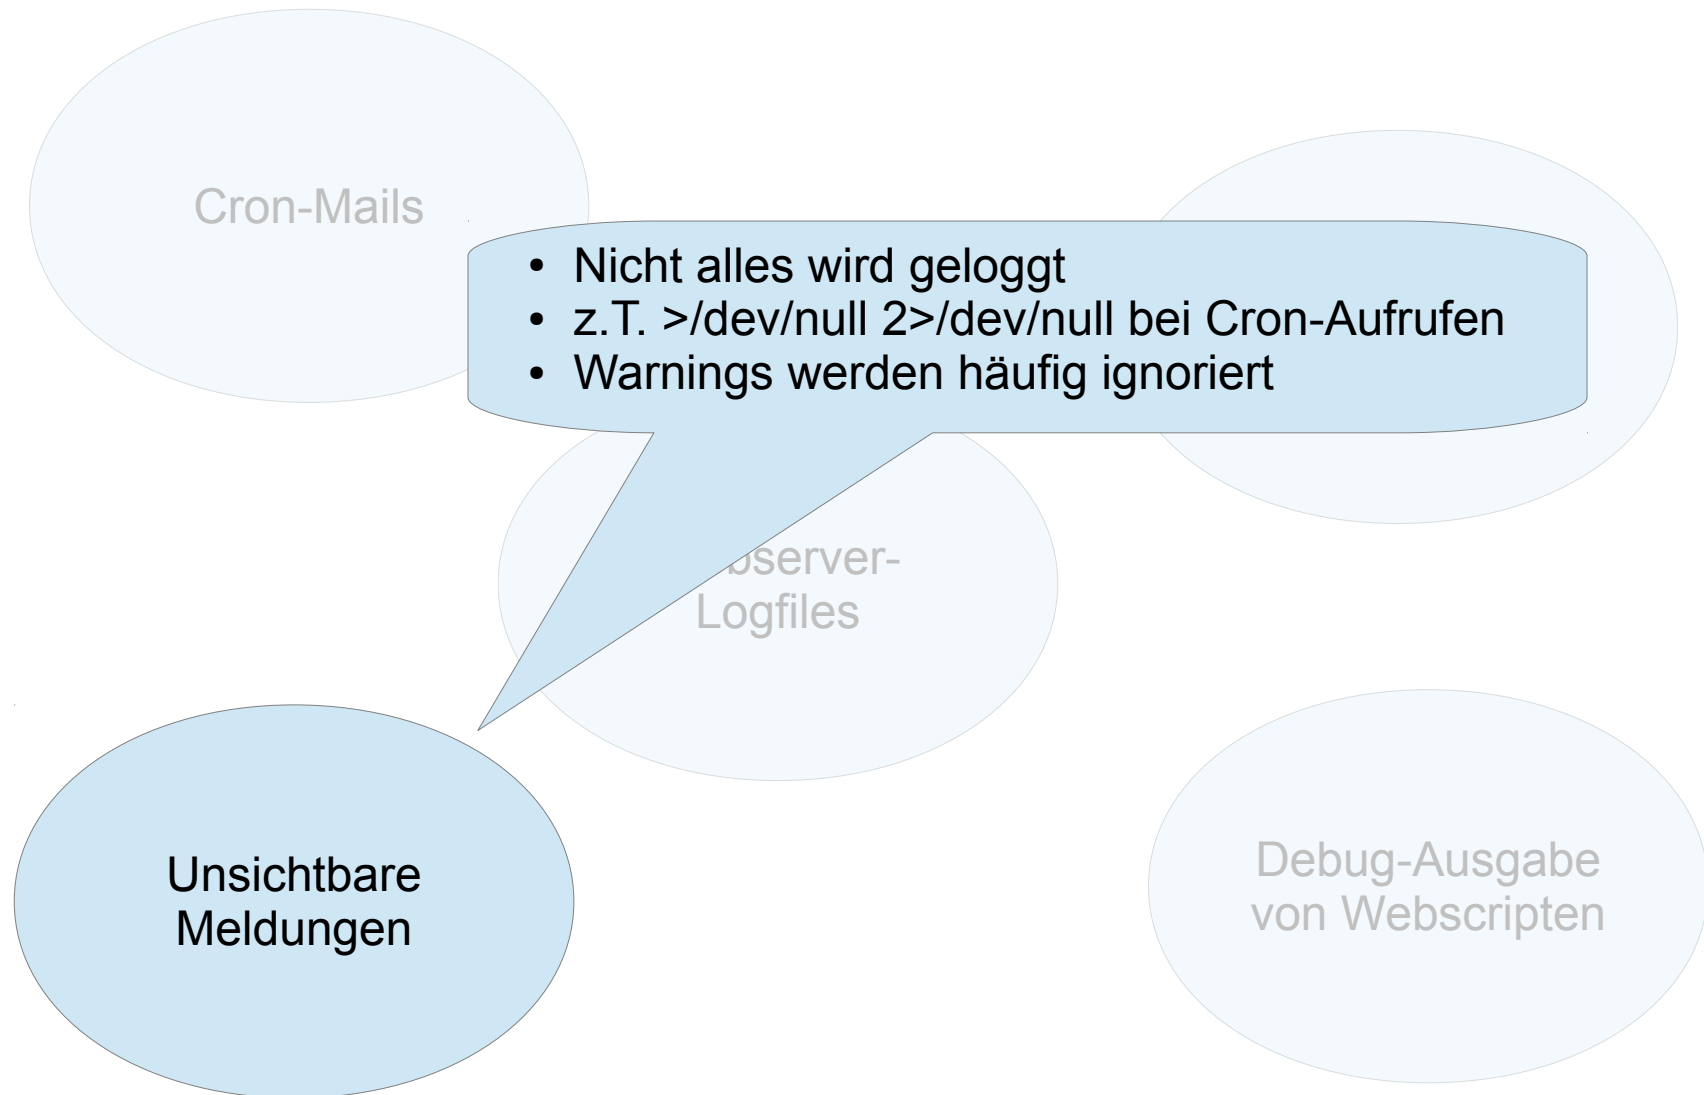 Cron-Mails
• Nicht alles wird geloggt
• z.T. >/dev/null 2>/dev/null bei Cron-Aufrufen
• Warnings werden häufig ignoriert
Logfiles
Unsichtbare
Meldungen
Debug-Ausgabe
von Webscripten